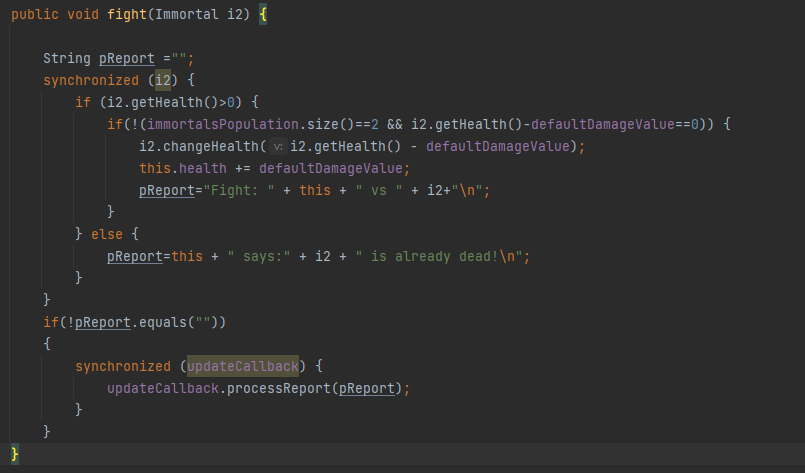 public void fight(Immortal i2) {
String pReport ="";
synchronized (i2) {
if (i2.getHealth()>0) {
if(!(immortalsPopulation.size()==2 && i2.getHealth()-defaultDamageValue==0)) {
i2.changeHealth( v: i2.getHealth() - defaultDamageValue);
this.health += defaultDamageValue;
pReport="Fight: " + this + " vs " + i2+"\n";
}
} else {
pReport=this + " says:" + i2 + " is already dead!\n";
}
}
if(!pReport.equals(""))
{
synchronized (updateCallback) {
updateCallback.processReport(pReport);
}
}
}